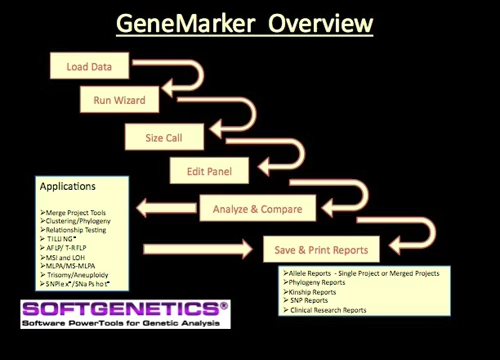 GeneMarker Overview
Load Data
Run Wizard
Size Call
Edit Panel
Analyze & Compare
Save & Print Reports
Applications
➢Merge Project Tools
➢Clustering/Phylogeny
➢Relationship Testing
➢TILLING®
➢AFLP/ T-RFLP
➢MSI and LOH
➢MLPA/MS-MLPA
➢Trisomy/Aneuploidy
➢SNPlex®/SNaPshot®
➢Allele Reports - Single Project or Merged Projects
➢Phylogeny Reports
➢Kinship Reports
➢SNP Reports
➢Clinical Research Reports
SOFTGENETICS®
Software PowerTools for Genetic Analysis